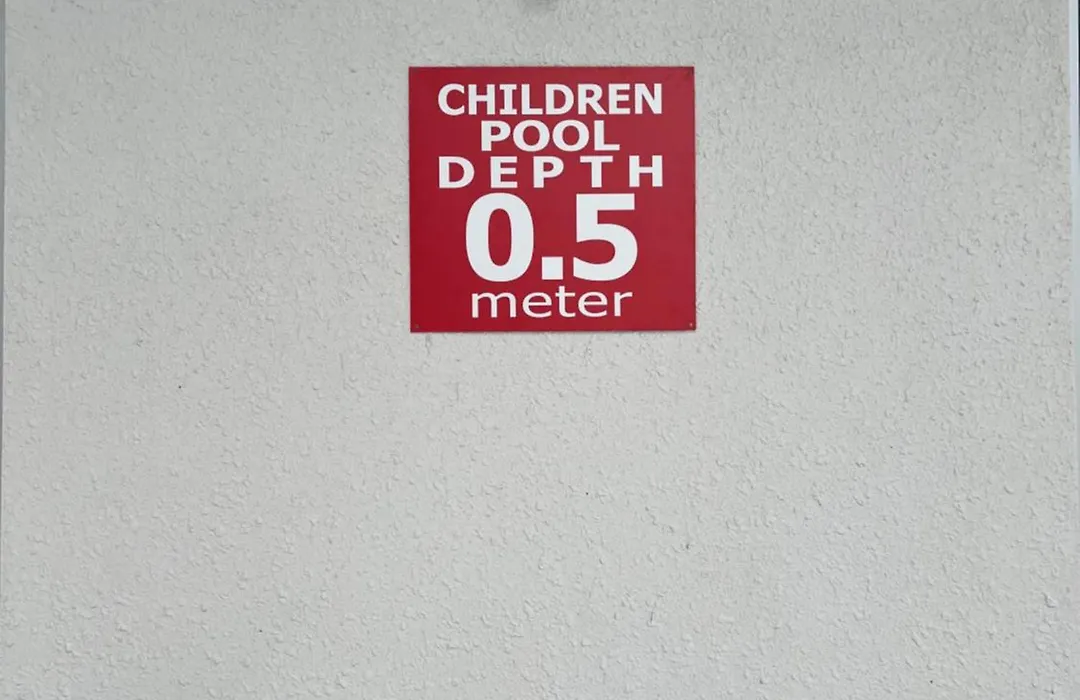 CHILDREN
POOL
DEPTH
0.5
meter